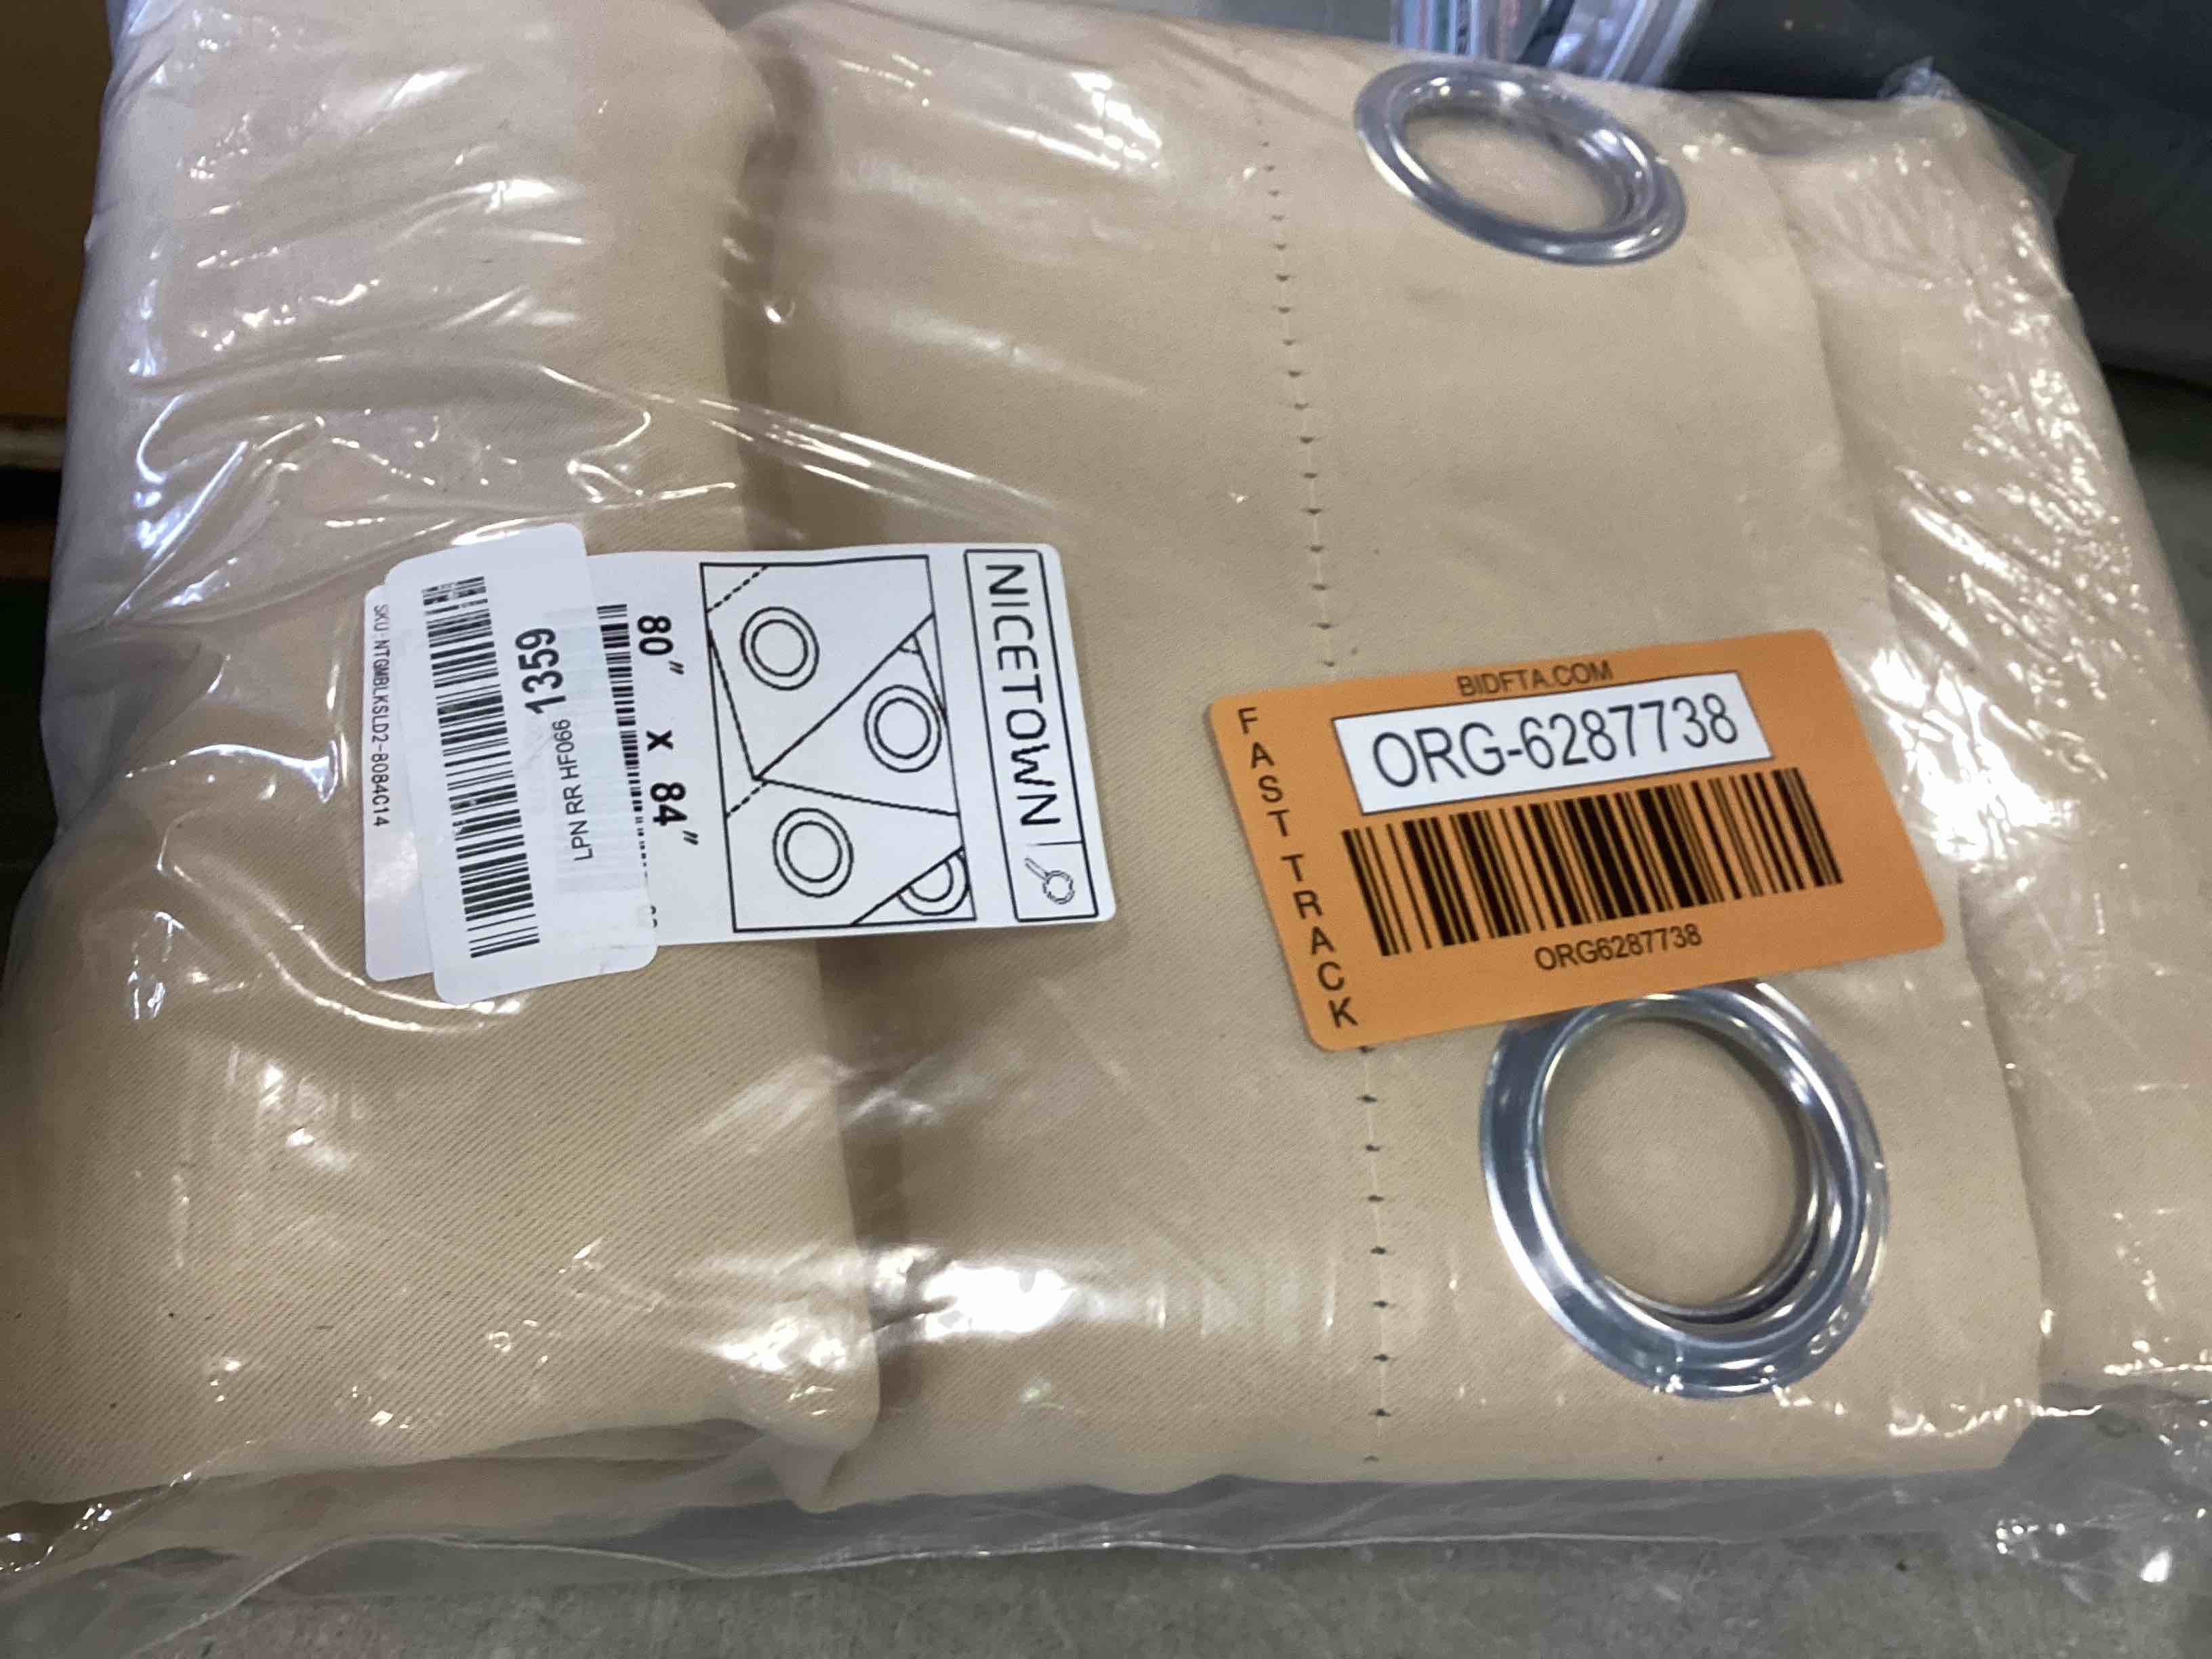 NICETOWN
80" X 84"
LPN RR HF066 1359
SKU:NTGMBLKSLD2-8084C14
BIDFTA.COM
FAST TRACK
ORG-6287738
ORG6287738